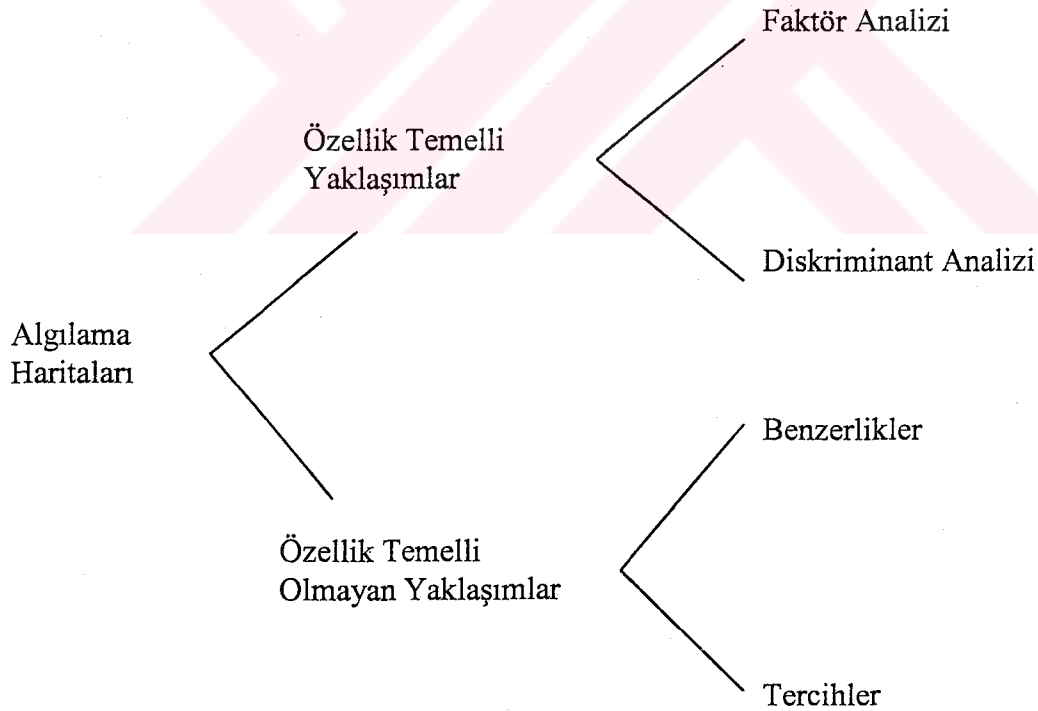 Faktör Analizi
Özellik Temelli
Yaklaşımlar
Diskriminant Analizi
Algılama
Haritaları
Benzerlikler
Özellik Temelli
Olmayan Yaklaşımlar
Tercihler